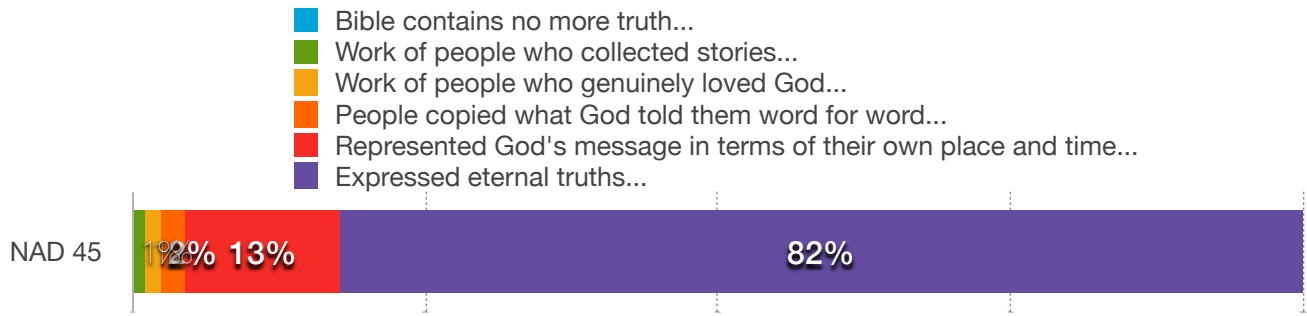 Bible contains no more truth...
Work of people who collected stories...
Work of people who genuinely loved God...
People copied what God told them word for word...
Represented God's message in terms of their own place and time...
Expressed eternal truths...
NAD 45 13% 82%